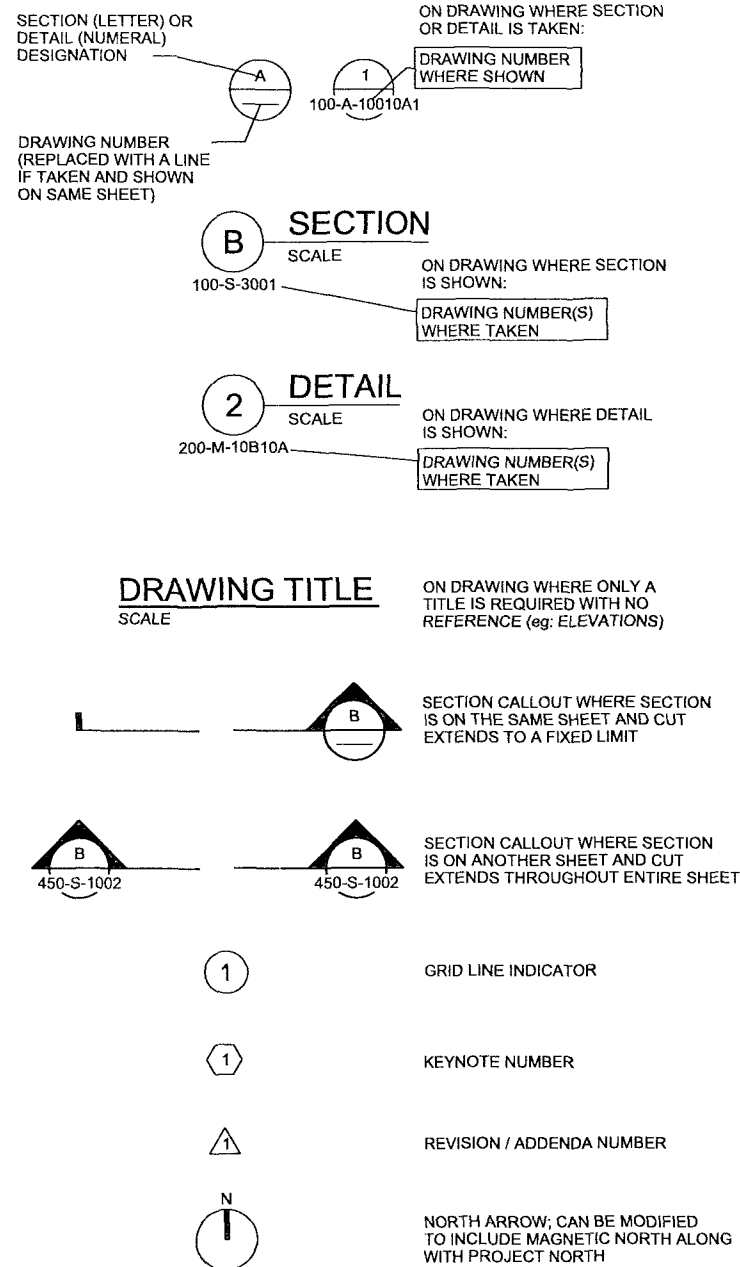 SECTION (LETTER) OR
DETAIL (NUMERAL)
DESIGNATION
A
1
100-A-10010A1
ON DRAWING WHERE SECTION
OR DETAIL IS TAKEN:
DRAWING NUMBER
WHERE SHOWN
DRAWING NUMBER
(REPLACED WITH A LINE
IF TAKEN AND SHOWN
ON SAME SHEET)
B
SECTION
SCALE
100-S-3001
ON DRAWING WHERE SECTION
IS SHOWN:
DRAWING NUMBER(S)
WHERE TAKEN
2
DETAIL
SCALE
200-M-10B10A
ON DRAWING WHERE DETAIL
IS SHOWN:
DRAWING NUMBER(S)
WHERE TAKEN
DRAWING TITLE
SCALE
ON DRAWING WHERE ONLY A
TITLE IS REQUIRED WITH NO
REFERENCE (eg: ELEVATIONS)
B
SECTION CALLOUT WHERE SECTION
IS ON THE SAME SHEET AND CUT
EXTENDS TO A FIXED LIMIT
B
450-S-1002
B
450-S-1002
SECTION CALLOUT WHERE SECTION
IS ON ANOTHER SHEET AND CUT
EXTENDS THROUGHOUT ENTIRE SHEET
1
GRID LINE INDICATOR
1
KEYNOTE NUMBER
1
REVISION / ADDENDA NUMBER
N
NORTH ARROW; CAN BE MODIFIED
TO INCLUDE MAGNETIC NORTH ALONG
WITH PROJECT NORTH